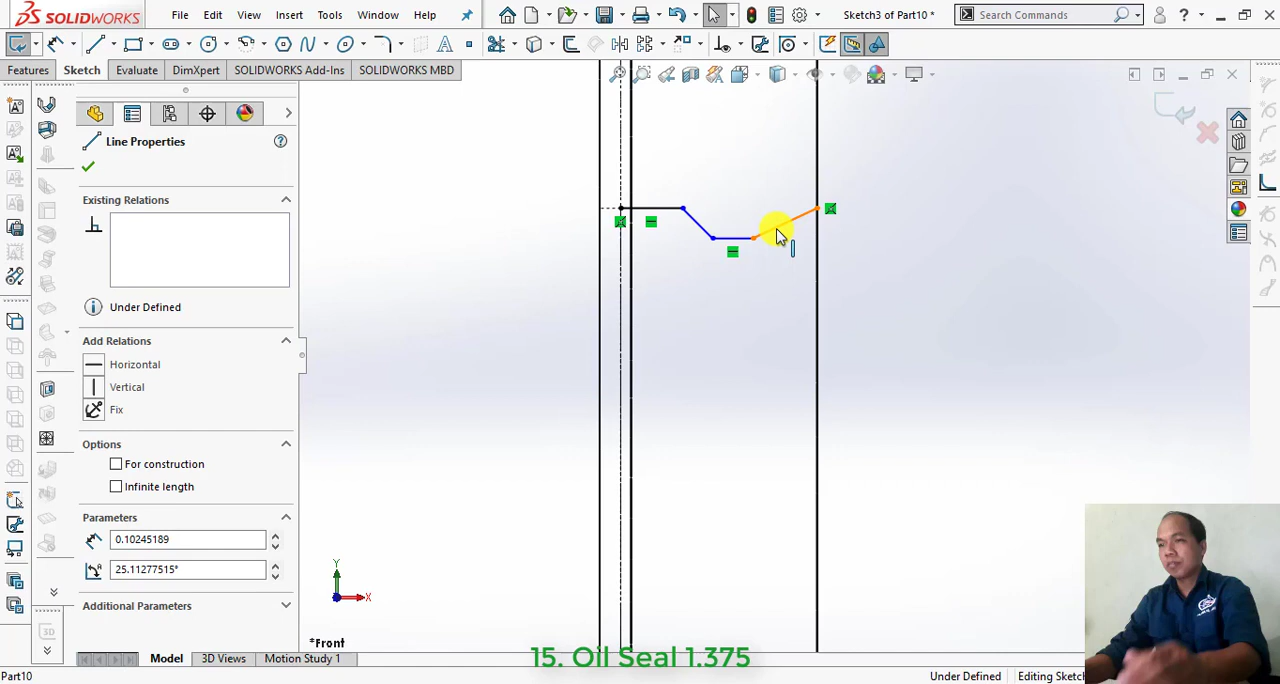 SOLIDWORKS
File
Edit
View
Insert
Tools
Window
Help
Sketch3 of Part10 *
Search Commands
Features
Sketch
Evaluate
DimXpert
SOLIDWORKS Add-Ins
SOLIDWORKS MBD
Line Properties
Existing Relations
Under Defined
Add Relations
Horizontal
Vertical
Fix
Options
For construction
Infinite length
Parameters
0.10245189
25.11277515°
Additional Parameters
3D
Y
X
*Front
15. Oil Seal 1.375
Model
3D Views
Motion Study 1
Part10
Under Defined
Editing Sketch